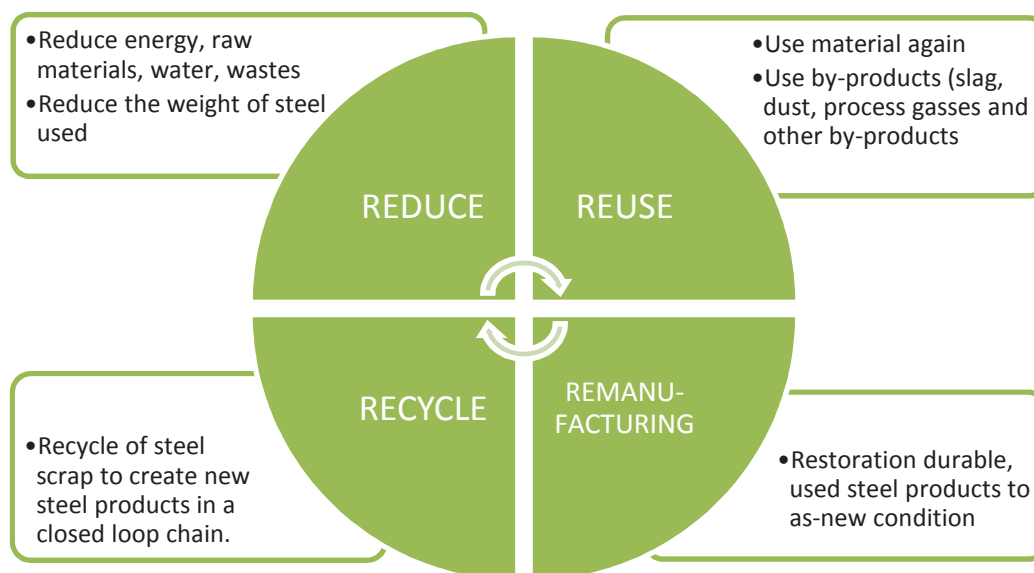 •Reduce energy, raw
materials, water, wastes
•Reduce the weight of steel
used
•Use material again
•Use by-products (slag,
dust, process gasses and
other by-products
REDUCE
REUSE
RECYCLE
REMANU-
FACTURING
•Recycle of steel
scrap to create new
steel products in a
closed loop chain.
•Restoration durable,
used steel products to
as-new condition